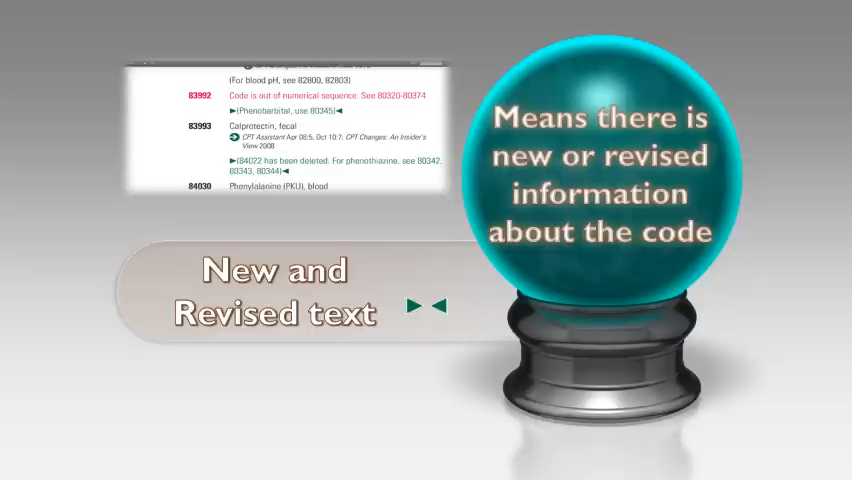 (For blood pH, see 82800, 82803)
83992 Code is out of numerical sequence. See 80320-80374
►(Phenobarbital, use 80345)◄
83993 Calprotectin, fecal
CPT Assistant Apr 08:5, Oct 10:7; CPT Changes: An Insider's
View 2008
►(84022 has been deleted. For phenothiazine, see 80342,
80343, 80344)◄
84030 Phenylalanine (PKU), blood
Means there is
new or revised
information
about the code
New and
Revised text ► ◄